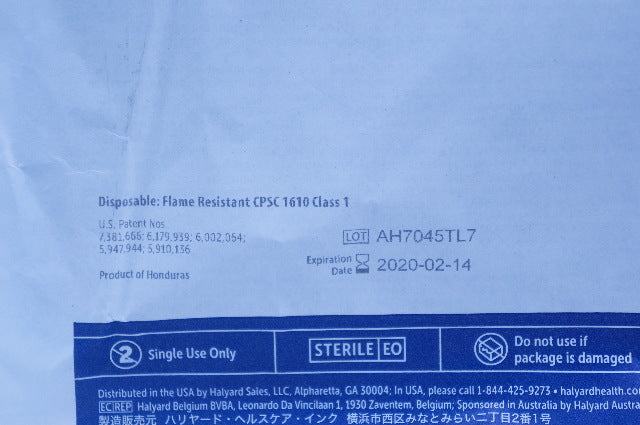 Disposable: Flame Resistant CPSC 1610 Class 1
U.S. Patent Nos
7,381,666; 6,179,939; 6,002,064;
5,947,944; 5,910,136
Product of Honduras
LOT AH7045TL7
Expiration Date 2020-02-14
2 Single Use Only
STERILE EO
Do not use if
package is damaged
Distributed in the USA by Halyard Sales, LLC, Alpharetta, GA 30004; In USA, please call 1-844-425-9273 • halyardhealth.co
EC REP Halyard Belgium BVBA, Leonardo Da Vincilaan 1, 1930 Zaventem, Belgium; Sponsored in Australia by Halyard Austral
製造販売元 ハリヤード・ヘルスケア・インク 横浜市西区みなとみらい二丁目2番1号